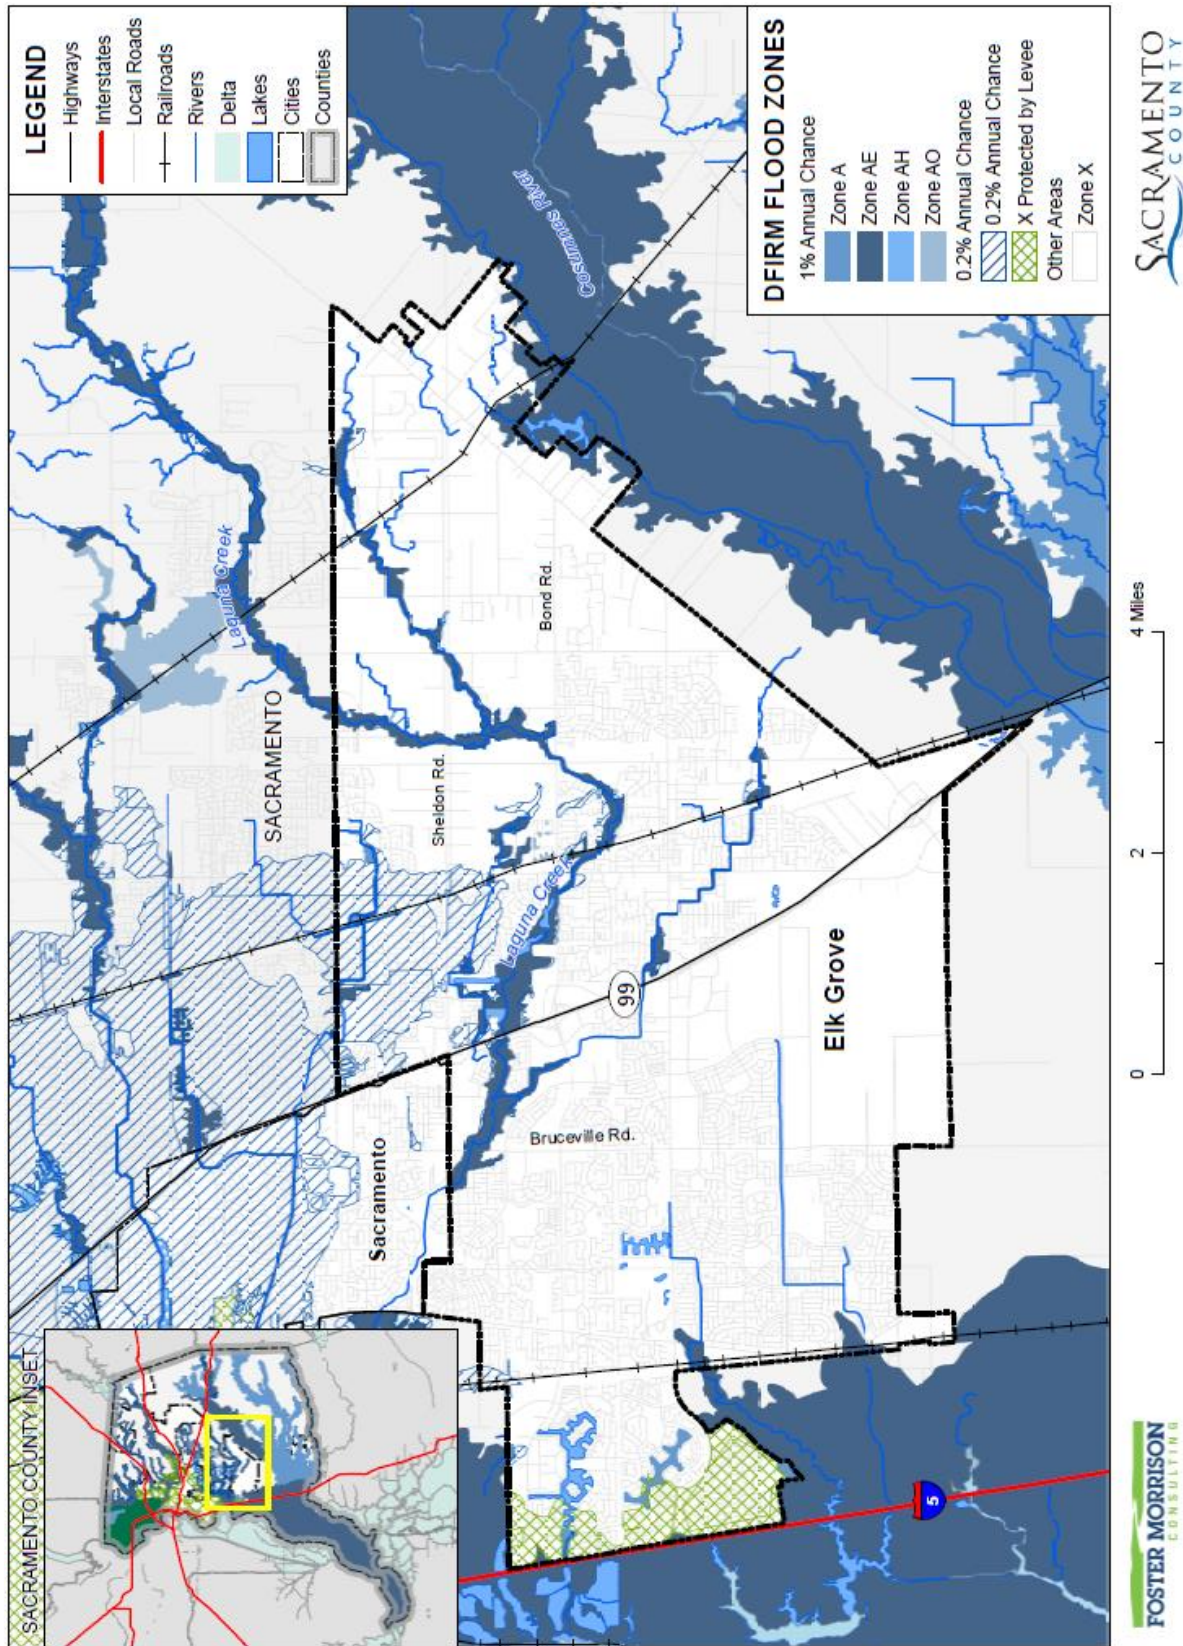 SACRAMENTO COUNTY INSET
LEGEND
Highways
Interstates
Local Roads
Railroads
Rivers
Delta
Lakes
Cities
Counties
Laguna Creek
SACRAMENTO
Sheldon Rd.
Bond Rd.
Cosumnes River
Laguna Creek
Sacramento
Bruceville Rd.
99
Elk Grove
5
DFIRM FLOOD ZONES
1% Annual Chance
Zone A
Zone AE
Zone AH
Zone AO
0.2% Annual Chance
0.2% Annual Chance
X Protected by Levee
Other Areas
Zone X
0 2 4 Miles
FOSTER MORRISON
CONSULTING
SACRAMENTO
COUNTY